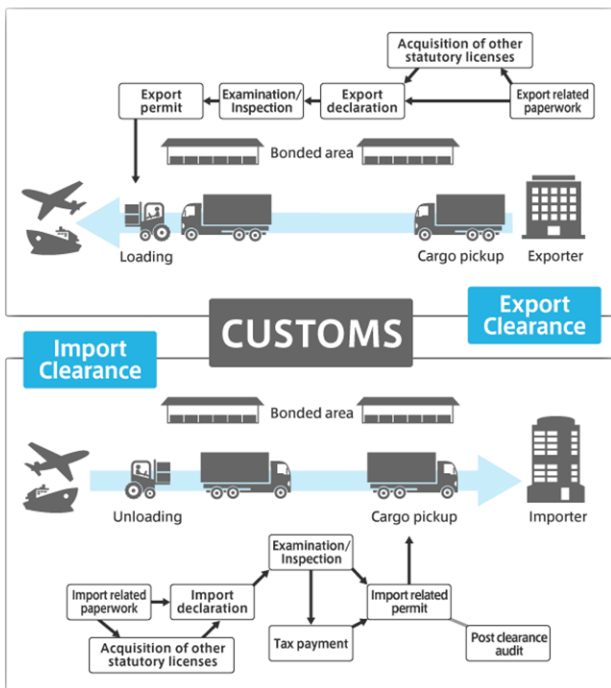 Acquisition of other
statutory licenses
Export
permit
Examination/
Inspection
Export
declaration
Export related
paperwork
Bonded area
Loading
Cargo pickup
Exporter
CUSTOMS
Export
Clearance
Import
Clearance
Bonded area
Unloading
Cargo pickup
Importer
Examination/
Inspection
Import related
paperwork
Import
declaration
Import related
permit
Acquisition of other
statutory licenses
Tax payment
Post clearance
audit